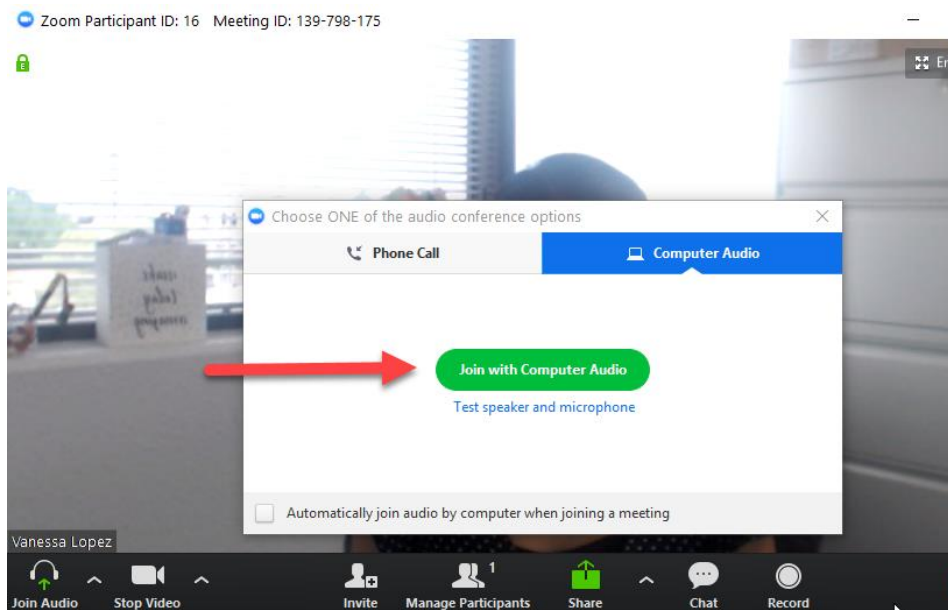 Zoom Participant ID: 16 Meeting ID: 139-798-175
E
Choose ONE of the audio conference options
Phone Call
Computer Audio
Join with Computer Audio
Test speaker and microphone
Automatically join audio by computer when joining a meeting
Vanessa Lopez
1
Join Audio
Stop Video
Invite
Manage Participants
Share
Chat
Record